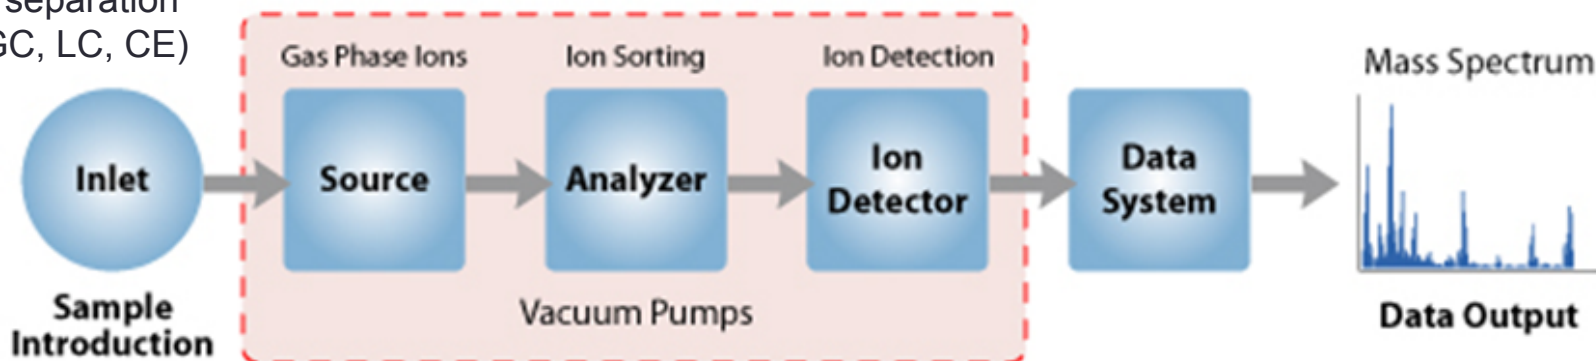 separation
GC, LC, CE)
Gas Phase Ions
Ion Sorting
Ion Detection
Mass Spectrum
Inlet
Source
Analyzer
Ion
Detector
Data
System
Sample
Introduction
Vacuum Pumps
Data Output